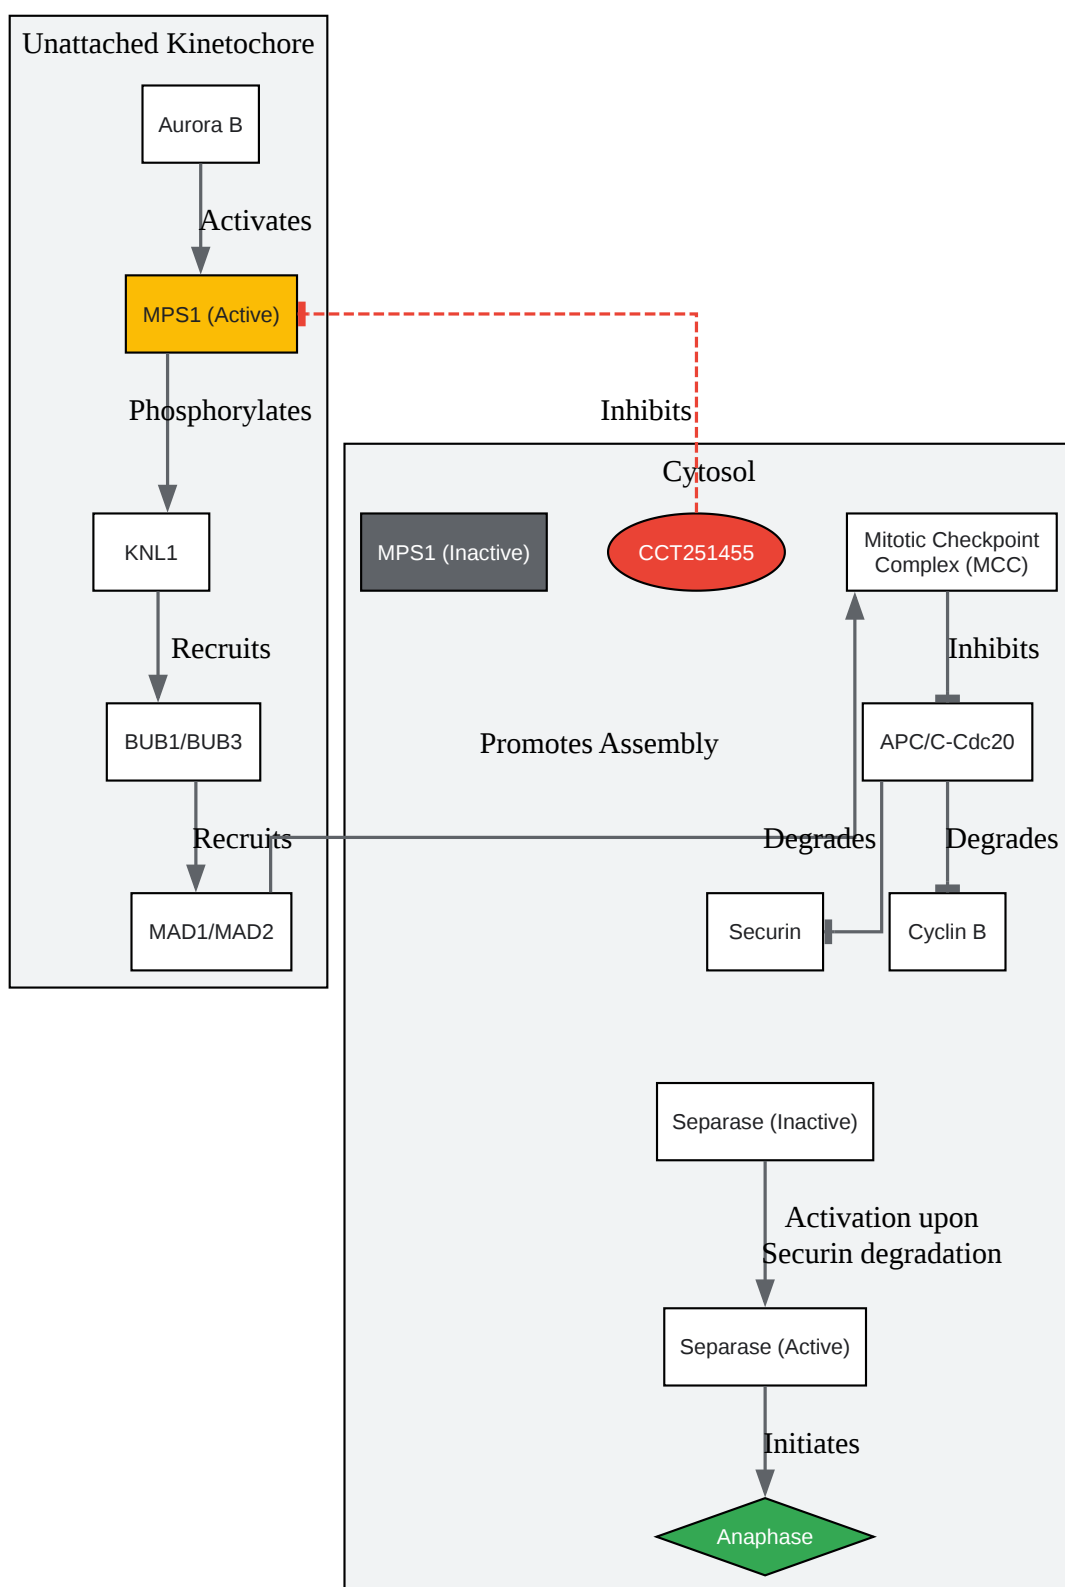 Unattached Kinetochore
Aurora B
Activates
MPS1 (Active)
Phosphorylates
Inhibits
Cytosol
KNL1
MPS1 (Inactive)
CCT251455
Mitotic Checkpoint
Complex (MCC)
Recruits
Inhibits
BUB1/BUB3
Promotes Assembly
APC/C-Cdc20
Recruits
Degrades
Degrades
MAD1/MAD2
Securin
Cyclin B
Separase (Inactive)
Activation upon
Securin degradation
Separase (Active)
Initiates
Anaphase